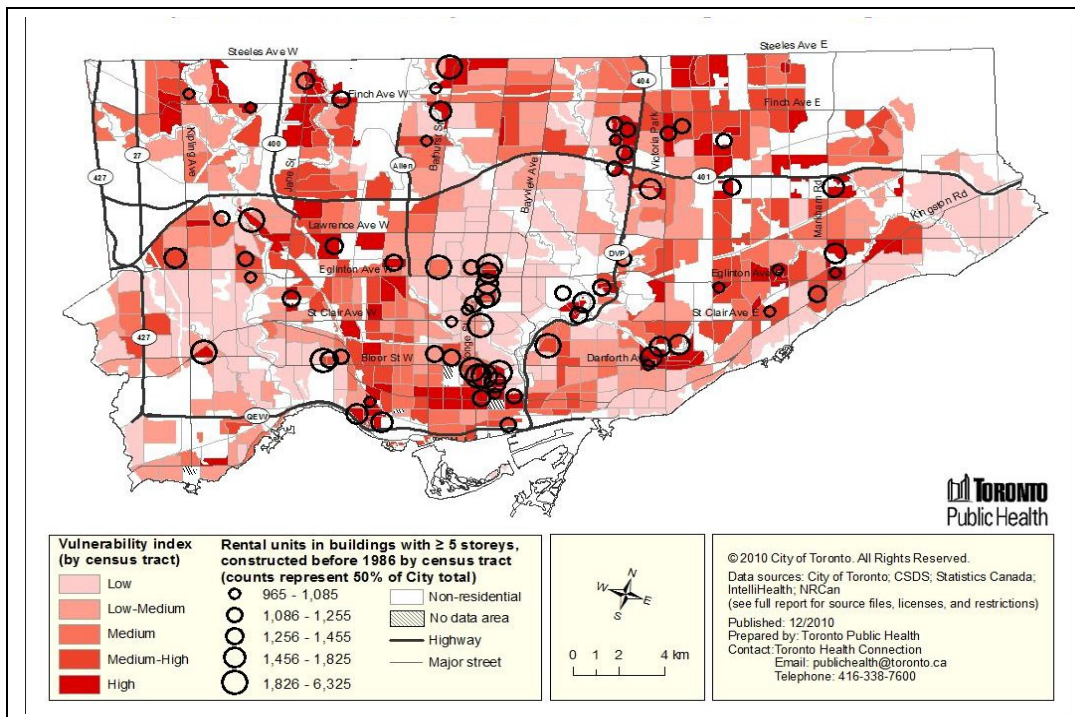 Steeles Ave W
Steeles Ave E
404
Finch Ave W
Finch Ave E
Kipling Ave
27
400
Jane St
Allen
Bathurst St
Bayview Ave
Victoria Park
427
401
Markham Rd
Kingston Rd
Lawrence Ave W
DVP
Eglinton Ave W
Eglinton Ave
St Clair Ave W
St Clair Ave E
427
Bloor St W
Danforth
QEW
TORONTO
Public Health
Vulnerability index
(by census tract)
Low
Low-Medium
Medium
Medium-High
High
Rental units in buildings with ≥ 5 storeys,
constructed before 1986 by census tract
(counts represent 50% of City total)
965 - 1,085
1,086 - 1,255
1,256 - 1,455
1,456 - 1,825
1,826 - 6,325
Non-residential
No data area
Highway
Major street
N
W
E
S
0 1 2 4 km
© 2010 City of Toronto. All Rights Reserved.
Data sources: City of Toronto; CSDS; Statistics Canada;
IntelliHealth; NRCan
(see full report for source files, licenses, and restrictions)
Published: 12/2010
Prepared by: Toronto Public Health
Contact:Toronto Health Connection
Email: publichealth@toronto.ca
Telephone: 416-338-7600